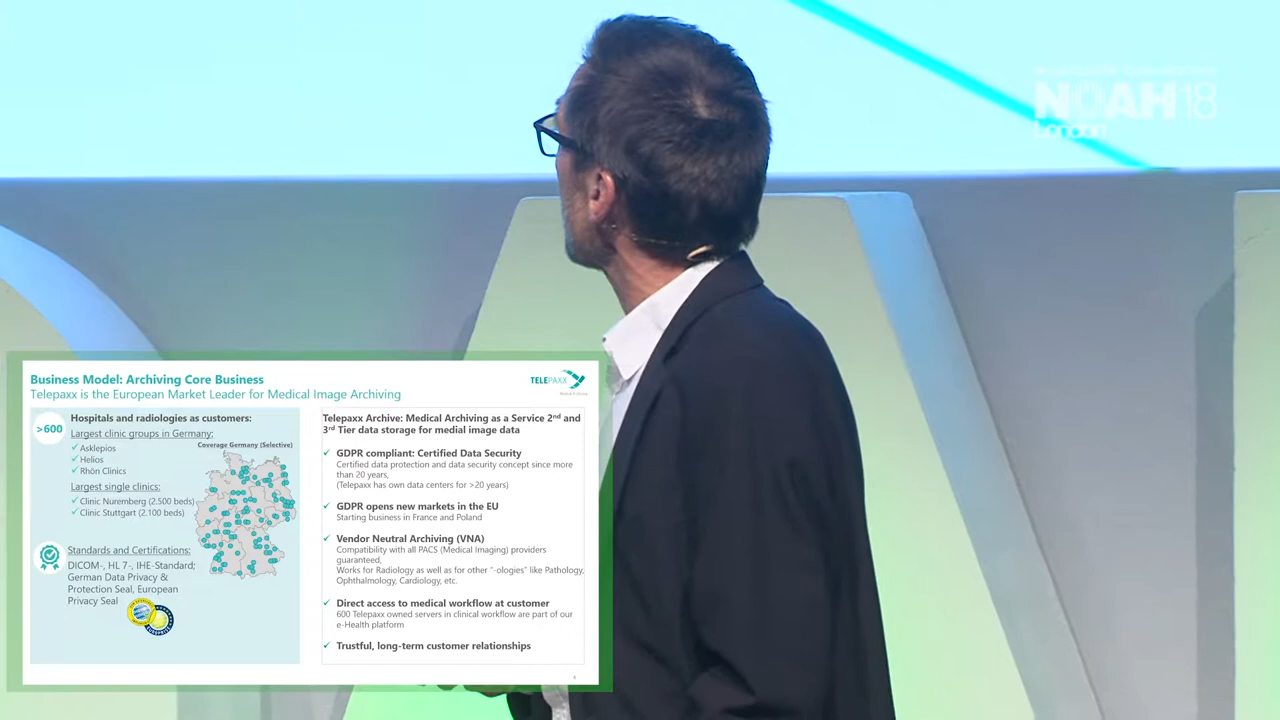 NOAH18
London
Business Model: Archiving Core Business
Telepaxx is the European Market Leader for Medical Image Archiving
TELEPAXX
>600
Hospitals and radiologies as customers:
Largest clinic groups in Germany:
Coverage Germany (Selective)
✓ Asklepios
✓ Helios
✓ Rhön Clinics
Largest single clinics:
✓ Clinic Nuremberg (2.500 beds)
✓ Clinic Stuttgart (2.100 beds)
Standards and Certifications:
DICOM-, HL 7-, IHE-Standard;
German Data Privacy &
Protection Seal, European
Privacy Seal
Telepaxx Archive: Medical Archiving as a Service 2nd and
3rd Tier data storage for medial image data
✓ GDPR compliant: Certified Data Security
Certified data protection and data security concept since more
than 20 years,
(Telepaxx has own data centers for >20 years)
✓ GDPR opens new markets in the EU
Starting business in France and Poland
✓ Vendor Neutral Archiving (VNA)
Compatibility with all PACS (Medical Imaging) providers
guaranteed,
Works for Radiology as well as for other "-ologies" like Pathology,
Ophthalmology, Cardiology, etc.
✓ Direct access to medical workflow at customer
600 Telepaxx owned servers in clinical workflow are part of our
e-Health platform
✓ Trustful, long-term customer relationships